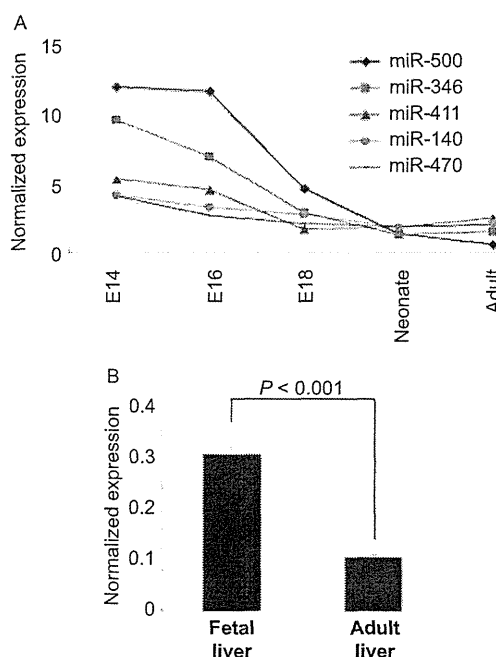 A
Normalized expression
15
10
5
0
miR-500
miR-346
miR-411
miR-140
miR-470
E14
E16
E18
Neonate
Adult
B
P < 0.001
Normalized expression
0.4
0.3
0.2
0.1
0
Fetal liver
Adult liver